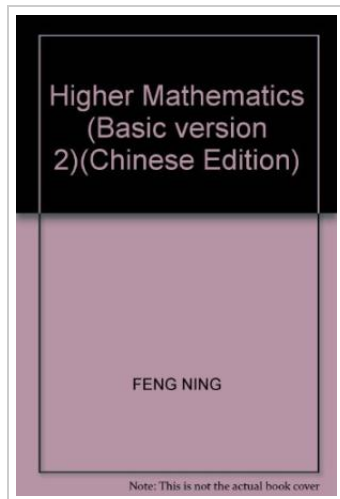 Higher Mathematics
(Basic version
2)(Chinese Edition)
FENG NING
Note: This is not the actual book cover